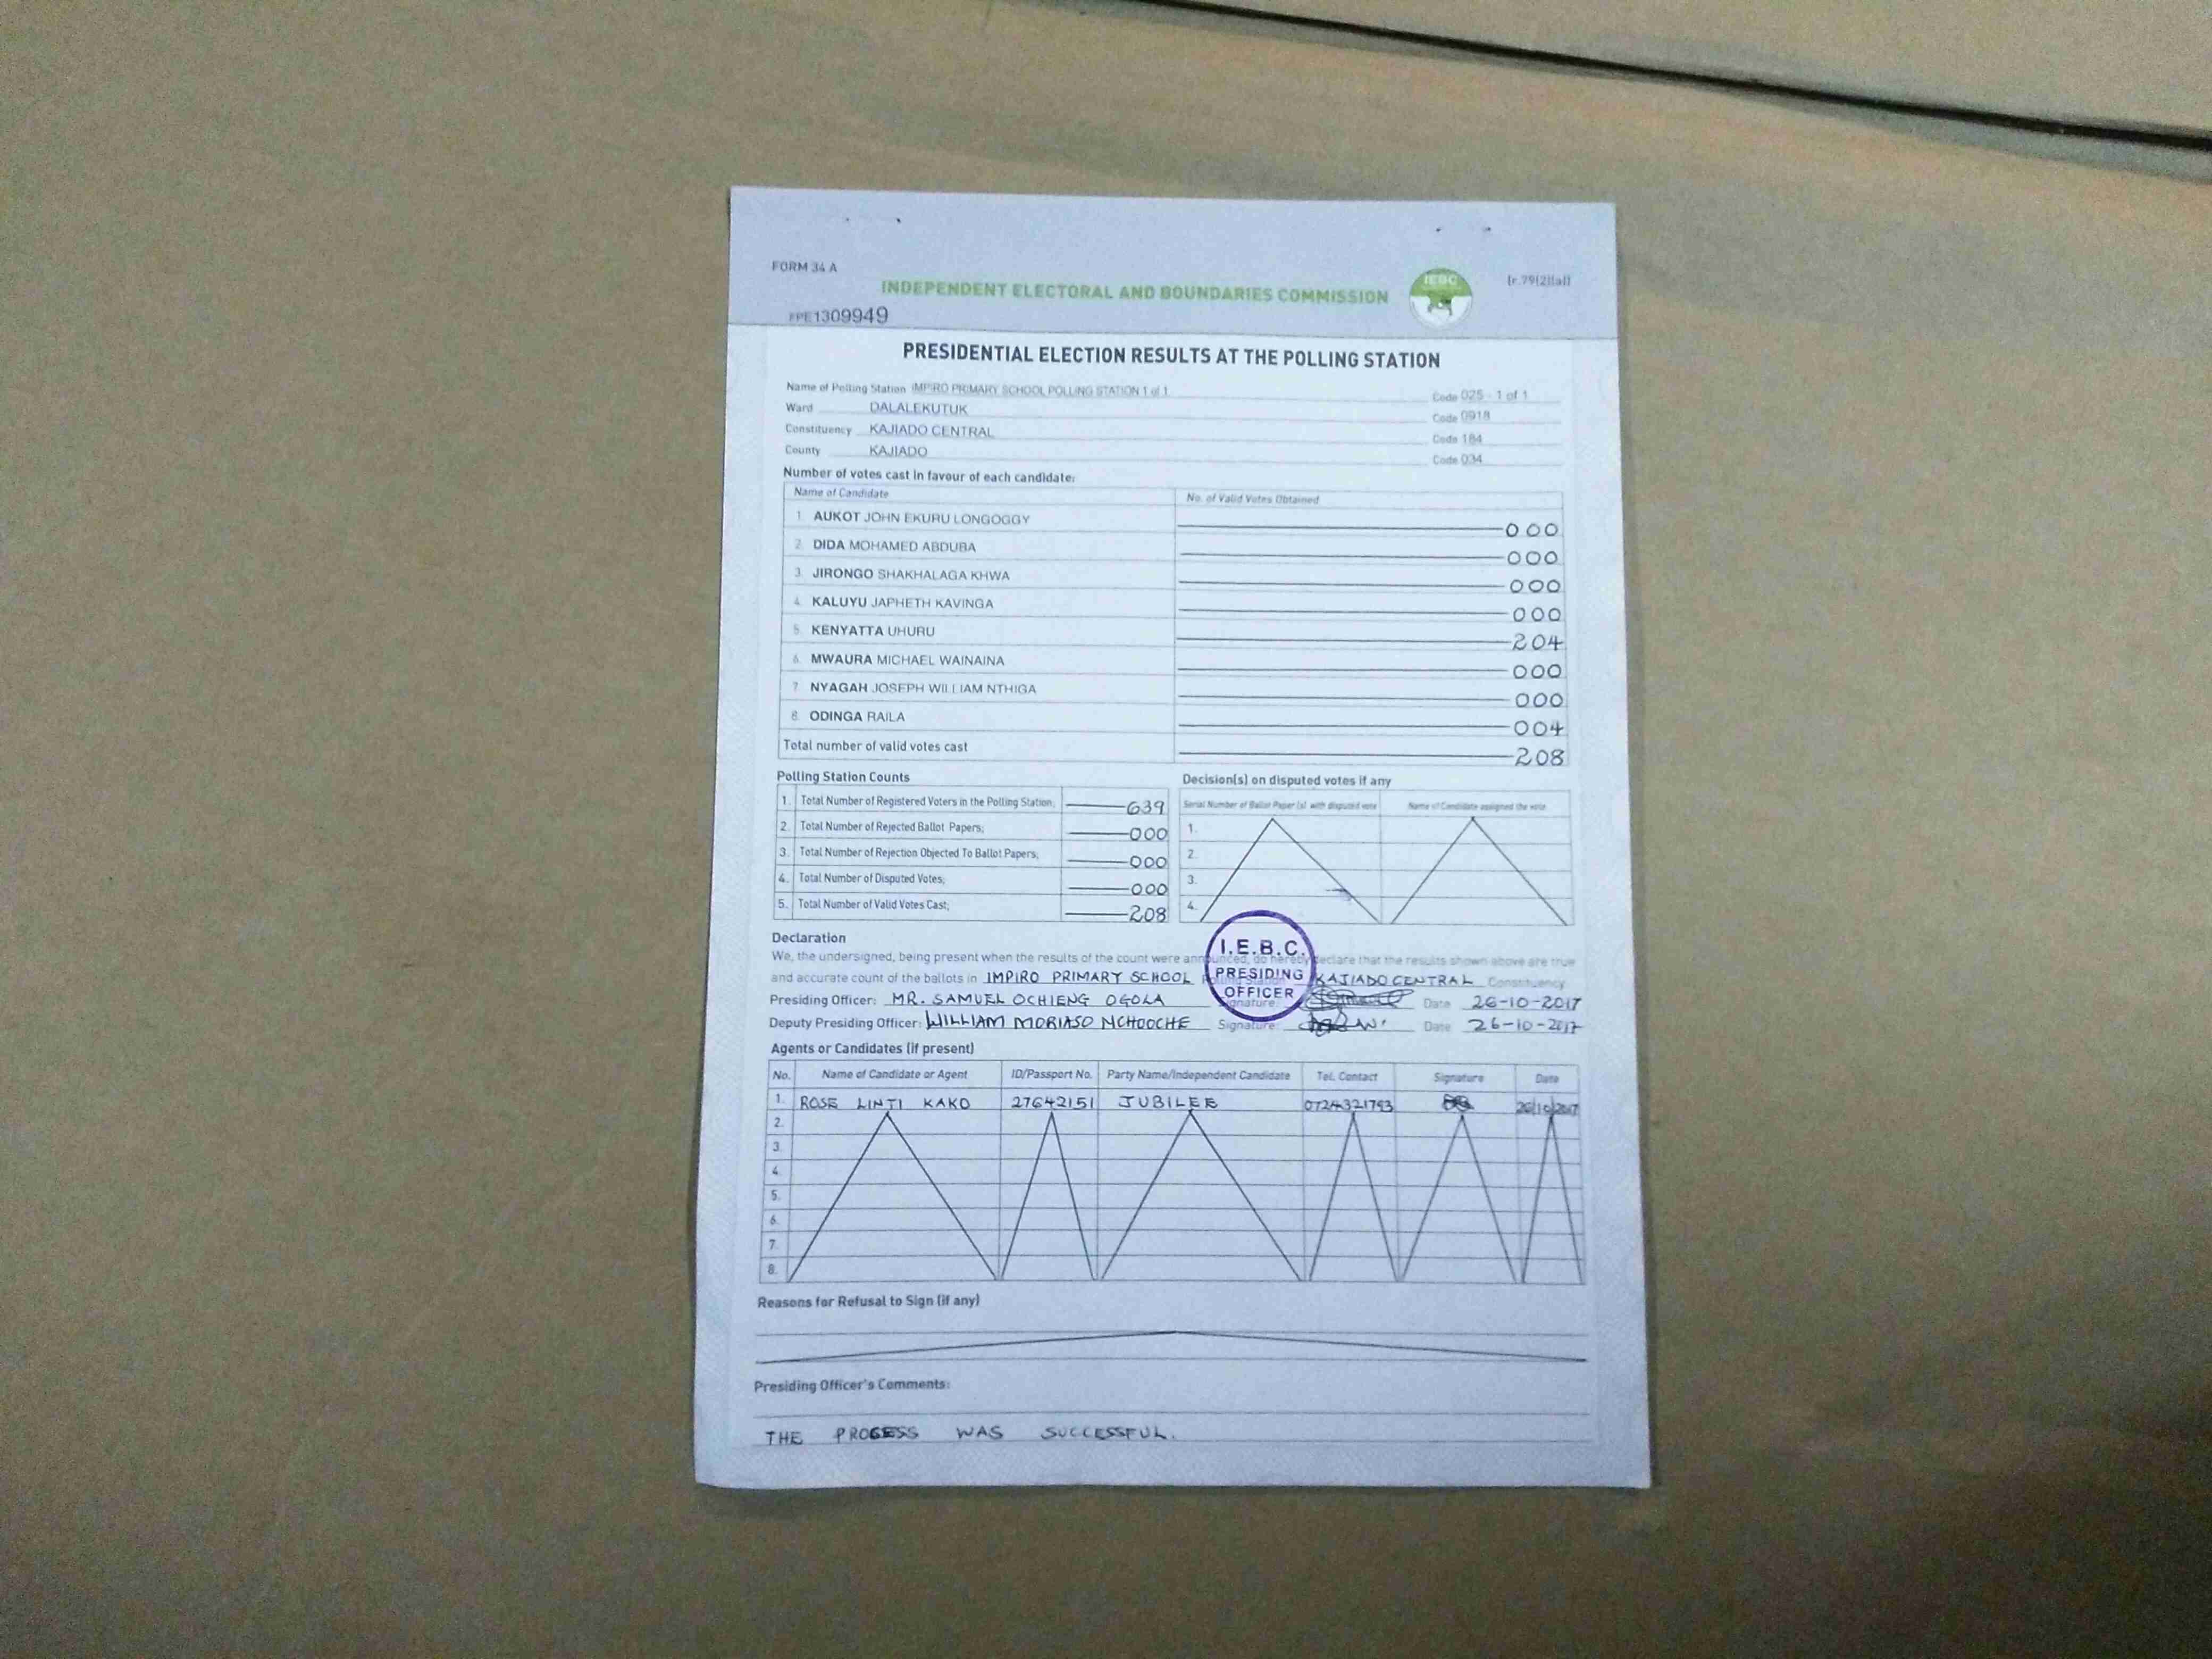 FORM 34 A
(r.79(2)(a))
INDEPENDENT ELECTORAL AND BOUNDARIES COMMISSION
IEBC
FPE1309949
PRESIDENTIAL ELECTION RESULTS AT THE POLLING STATION
Name of Polling Station IMPIRO PRIMARY SCHOOL POLLING STATION 1 of 1 Code 025 - 1 of 1
Ward DALALEKUTUK Code 0918
Constituency KAJIADO CENTRAL Code 184
County KAJIADO Code 034
Number of votes cast in favour of each candidate:
Name of Candidate No. of Valid Votes Obtained
1. AUKOT JOHN EKURU LONGOGGY 000
2. DIDA MOHAMED ABDUBA 000
3. JIRONGO SHAKHALAGA KHWA 000
4. KALUYU JAPHETH KAVINGA 000
5. KENYATTA UHURU 204
6. MWAURA MICHAEL WAINAINA 000
7. NYAGAH JOSEPH WILLIAM NTHIGA 000
8. ODINGA RAILA 004
Total number of valid votes cast 208
Polling Station Counts
1. Total Number of Registered Voters in the Polling Station; 639
2. Total Number of Rejected Ballot Papers; 000
3. Total Number of Rejection Objected To Ballot Papers; 000
4. Total Number of Disputed Votes; 000
5. Total Number of Valid Votes Cast; 208
Decision(s) on disputed votes if any
Serial Number of Ballot Paper (s) with disputed vote Name of Candidate assigned the vote
1.
2.
3.
4.
I.E.B.C.
PRESIDING
OFFICER
Declaration
We, the undersigned, being present when the results of the count were announced, do hereby declare that the results shown above are true
and accurate count of the ballots in IMPIRO PRIMARY SCHOOL KAJIADO CENTRAL Constituency
Presiding Officer: MR. SAMUEL OCHIENG OGOLA Signature: Date 26-10-2017
Deputy Presiding Officer: WILLIAM MORIASO NCHOOCHE Signature: Date 26-10-2017
Agents or Candidates (if present)
No. Name of Candidate or Agent ID/Passport No. Party Name/Independent Candidate Tel. Contact Signature Date
1. ROSE LINTI KAKO 27642151 JUBILEE 0724321793 26/10/2017
2.
3.
4.
5.
6.
7.
8.
Reasons for Refusal to Sign (if any)
Presiding Officer's Comments:
THE PROCESS WAS SUCCESSFUL.